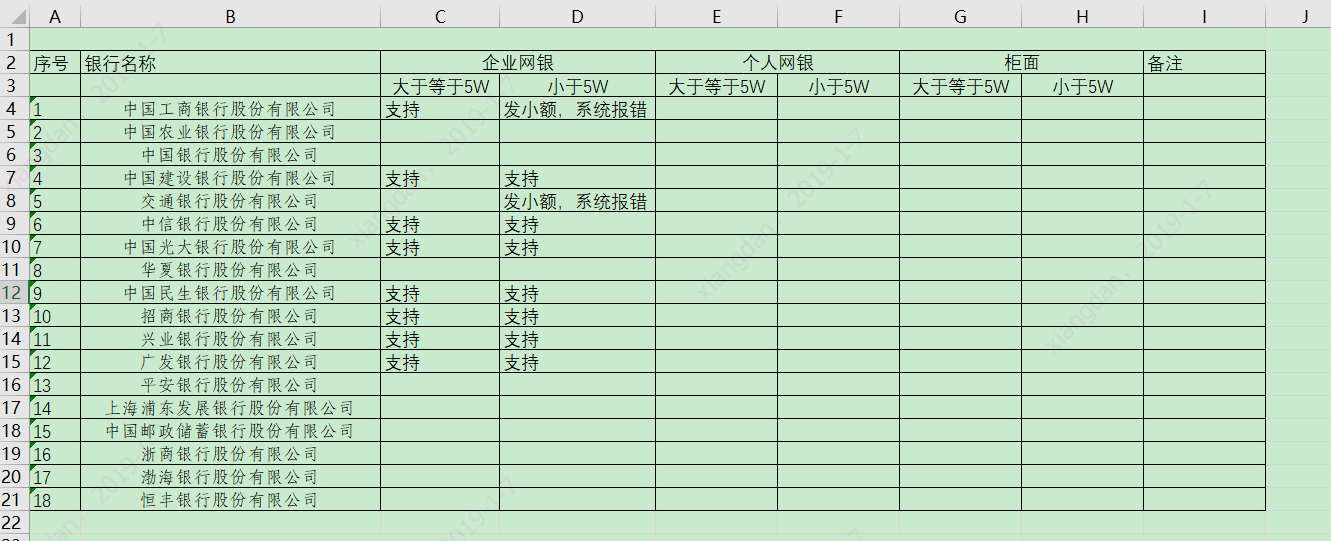 A B C D E F G H I J
1
2 序号 银行名称 企业网银 个人网银 柜面 备注
3 大于等于5W 小于5W 大于等于5W 小于5W 大于等于5W 小于5W
4 1 中国工商银行股份有限公司 支持 发小额，系统报错
5 2 中国农业银行股份有限公司
6 3 中国银行股份有限公司
7 4 中国建设银行股份有限公司 支持 支持
8 5 交通银行股份有限公司 发小额，系统报错
9 6 中信银行股份有限公司 支持 支持
10 7 中国光大银行股份有限公司 支持 支持
11 8 华夏银行股份有限公司
12 9 中国民生银行股份有限公司 支持 支持
13 10 招商银行股份有限公司 支持 支持
14 11 兴业银行股份有限公司 支持 支持
15 12 广发银行股份有限公司 支持 支持
16 13 平安银行股份有限公司
17 14 上海浦东发展银行股份有限公司
18 15 中国邮政储蓄银行股份有限公司
19 16 浙商银行股份有限公司
20 17 渤海银行股份有限公司
21 18 恒丰银行股份有限公司
22
xiangdan, 2019-1-7
xiangdan, 2019-1-7
xiangdan, 2019-1-7
xiangdan, 2019-1-7